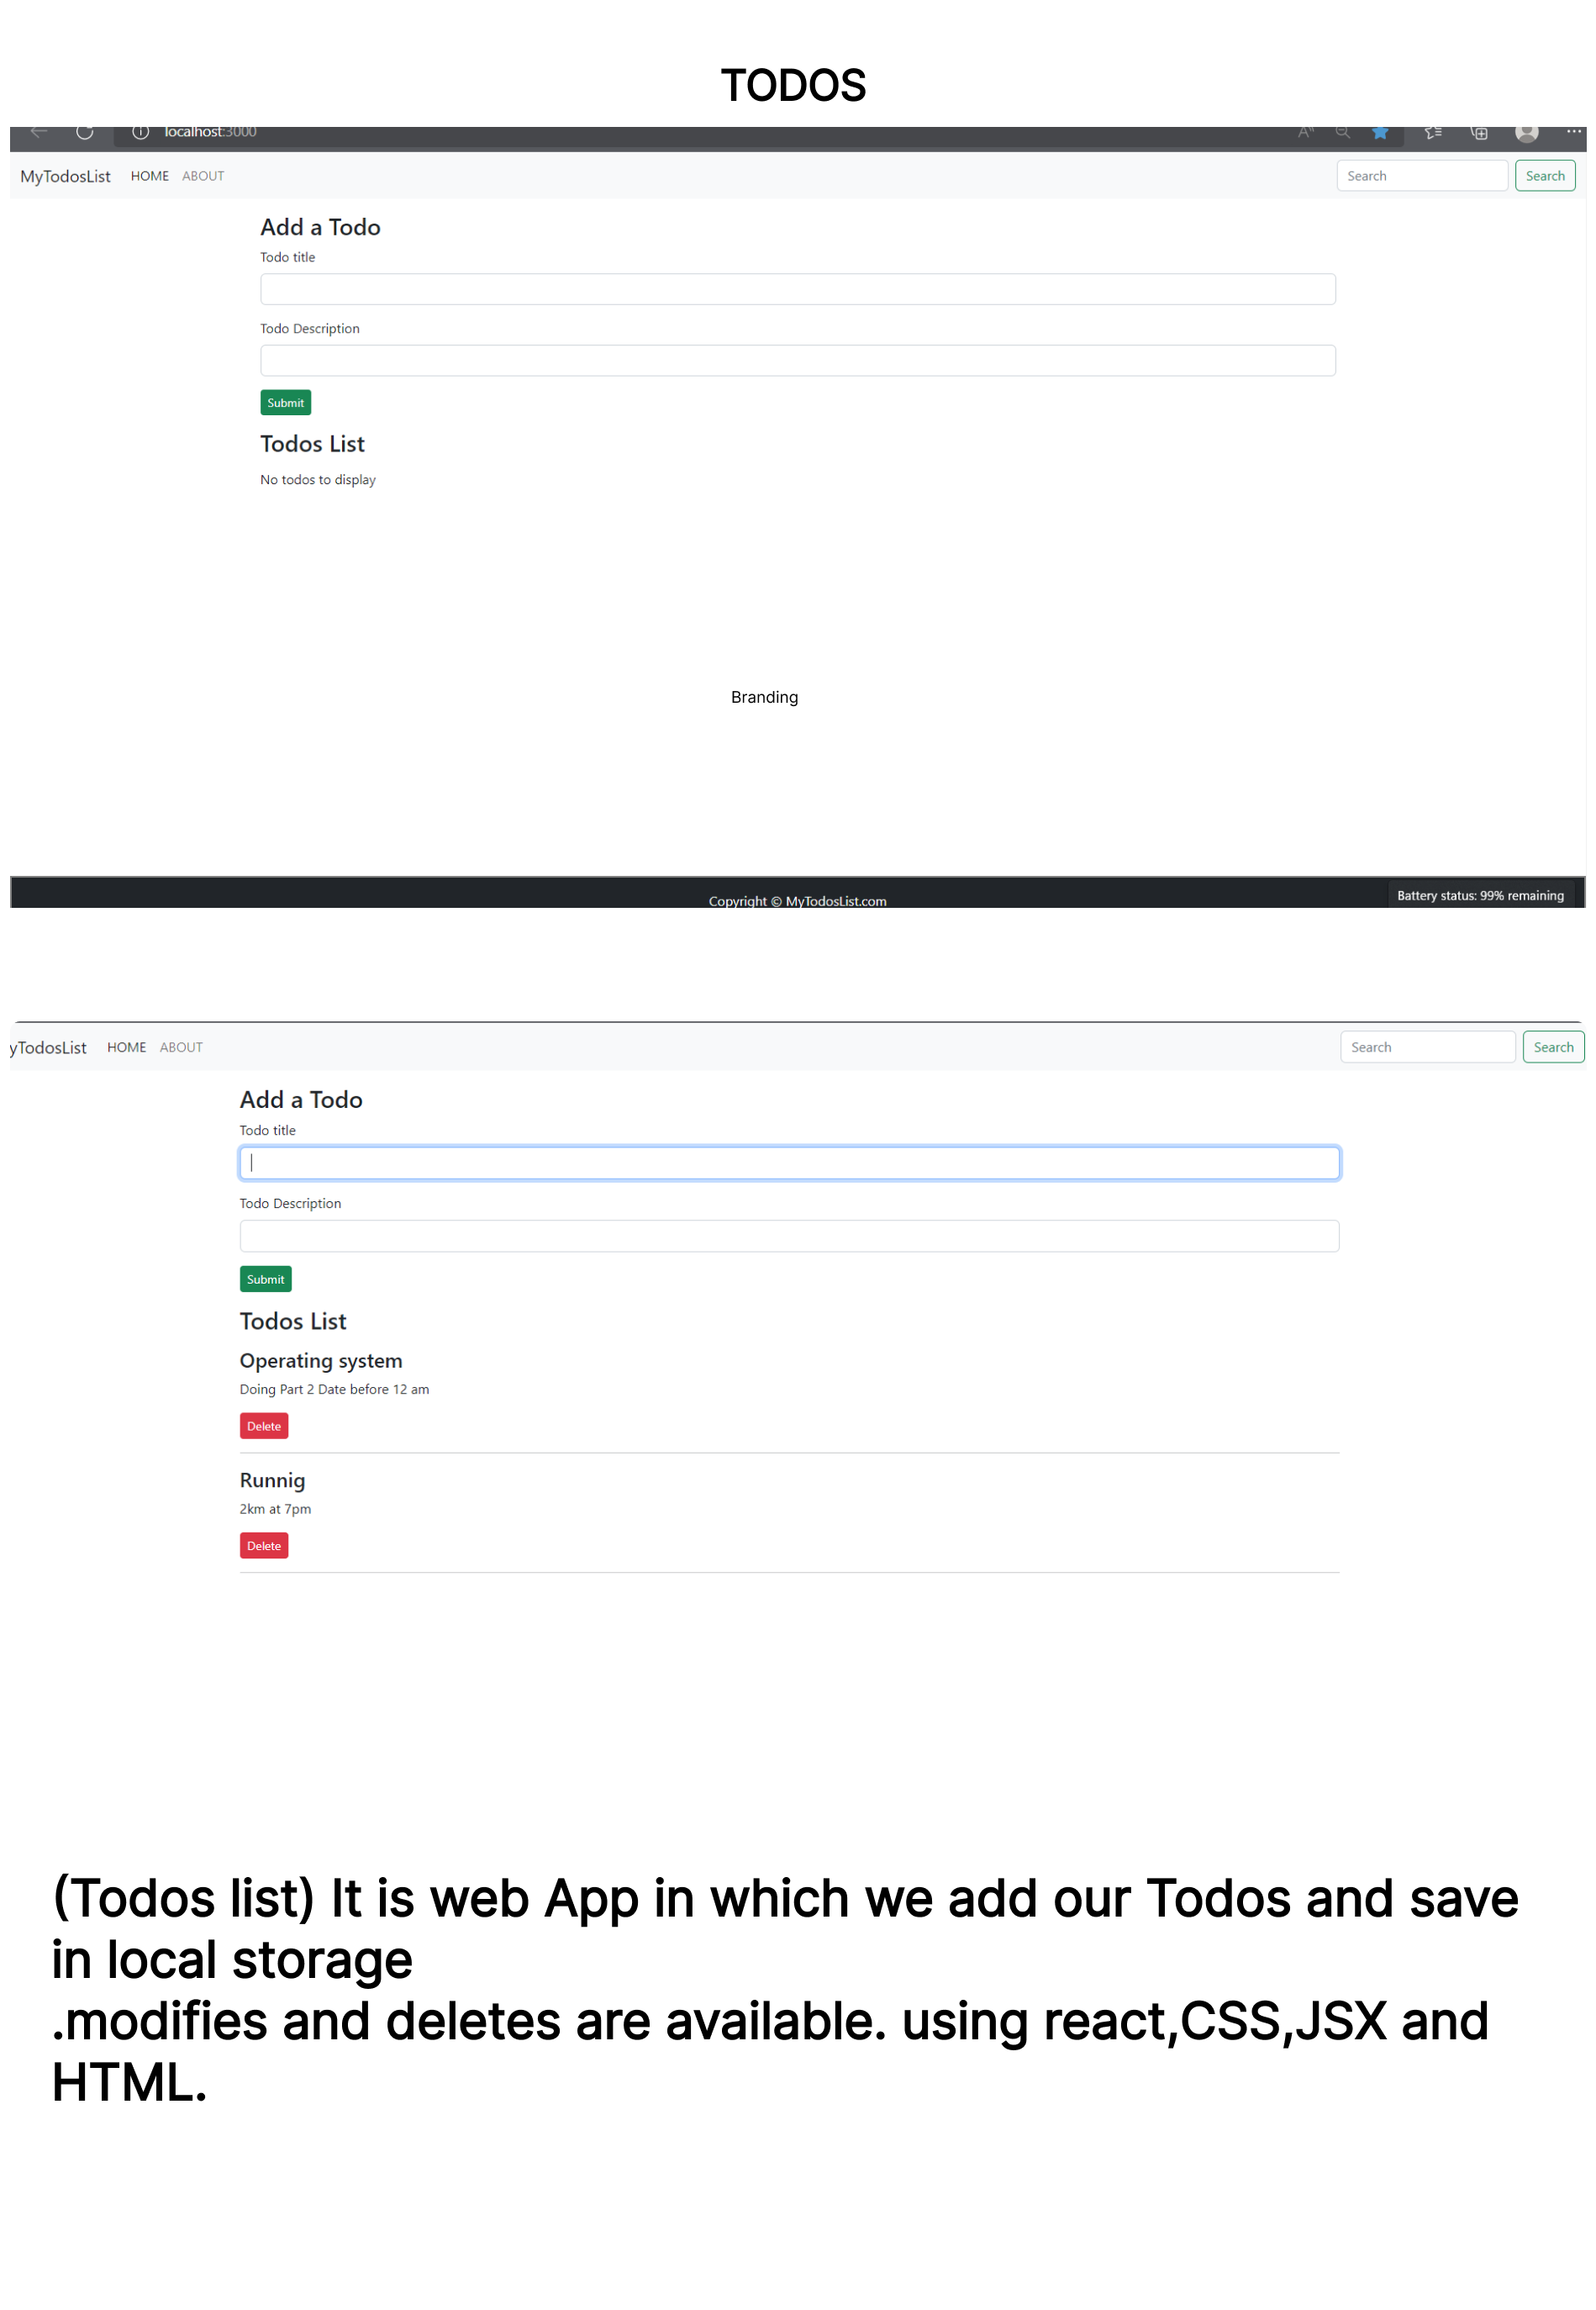 TODOS
localhost:3000
MyTodosList HOME ABOUT Search Search
Add a Todo
Todo title
Todo Description
Submit
Todos List
No todos to display
Branding
Copyright © MyTodosList.com Battery status: 99% remaining
yTodosList HOME ABOUT Search Search
Add a Todo
Todo title
Todo Description
Submit
Todos List
Operating system
Doing Part 2 Date before 12 am
Delete
Runnig
2km at 7pm
Delete
(Todos list) It is web App in which we add our Todos and save
in local storage
.modifies and deletes are available. using react,CSS,JSX and
HTML.